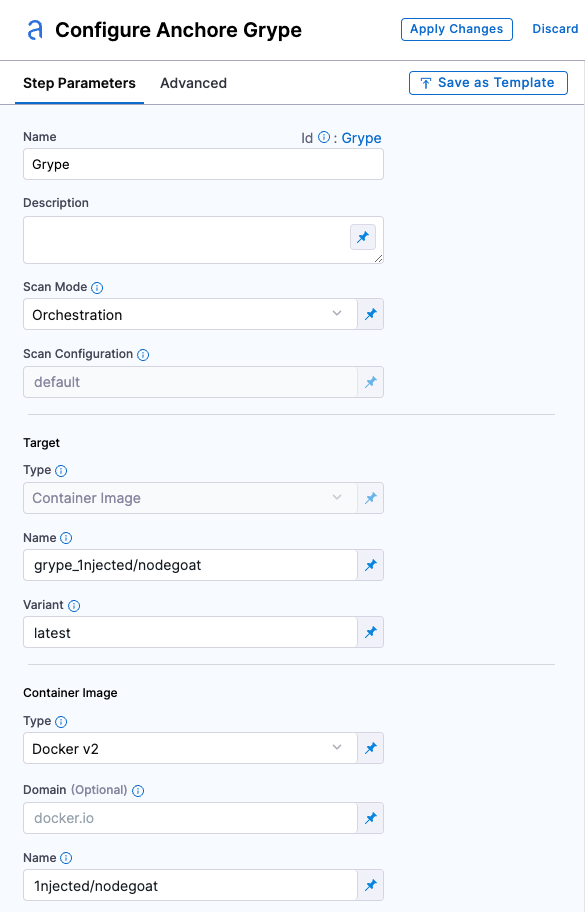 Configure Anchore Grype
Apply Changes
Discard
Step Parameters
Advanced
Save as Template
Name
Id : Grype
Grype
Description
Scan Mode
Orchestration
Scan Configuration
default
Target
Type
Container Image
Name
grype_1njected/nodegoat
Variant
latest
Container Image
Type
Docker v2
Domain (Optional)
docker.io
Name
1njected/nodegoat